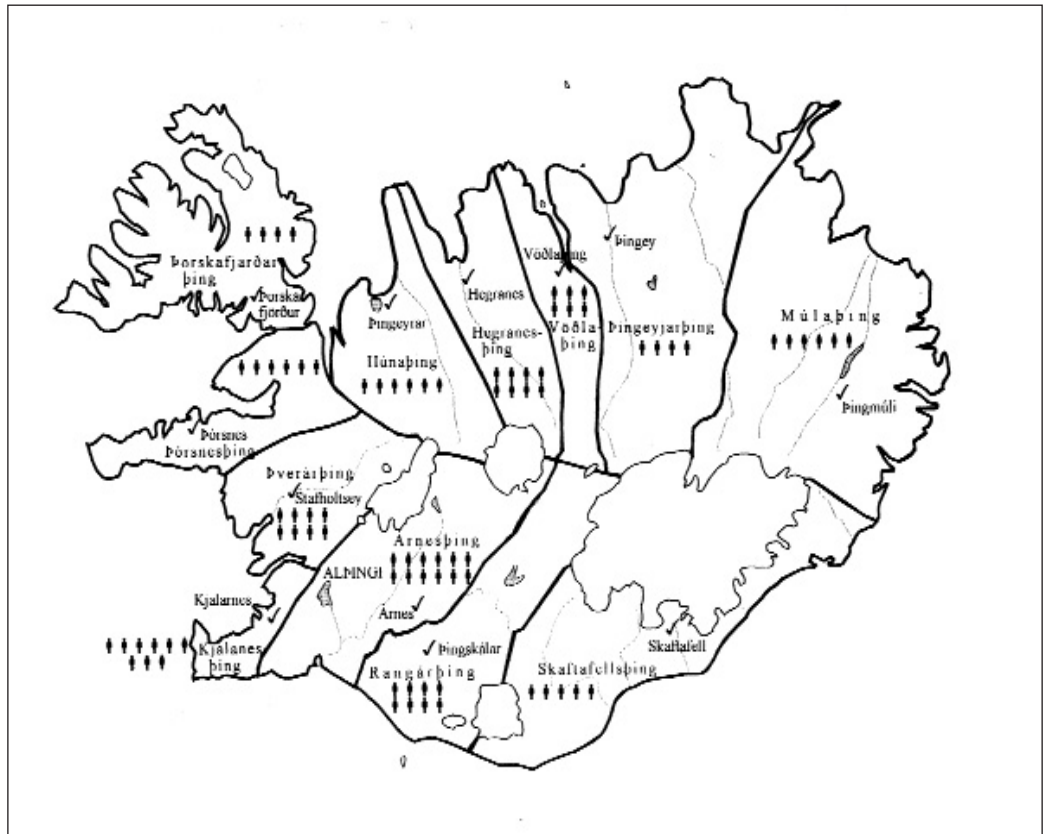 Þorskafjarðar
þing
Þorska
fjörður
Þingeyrar
Húnaþing
Hegranes
Hegranes-
þing
Vöðlaþing
Vöðla-
þing
Þingey
Þingeyjarþing
Múlaþing
Þingmúli
Þórsnes
Þórsnesþing
Þverárþing
Stafholtsey
Árnesþing
ALÞINGI
Árnes
Kjalarnes
Kjalanes
þing
Þingskálar
Rangárþing
Skaftafell
Skaftafellsþing